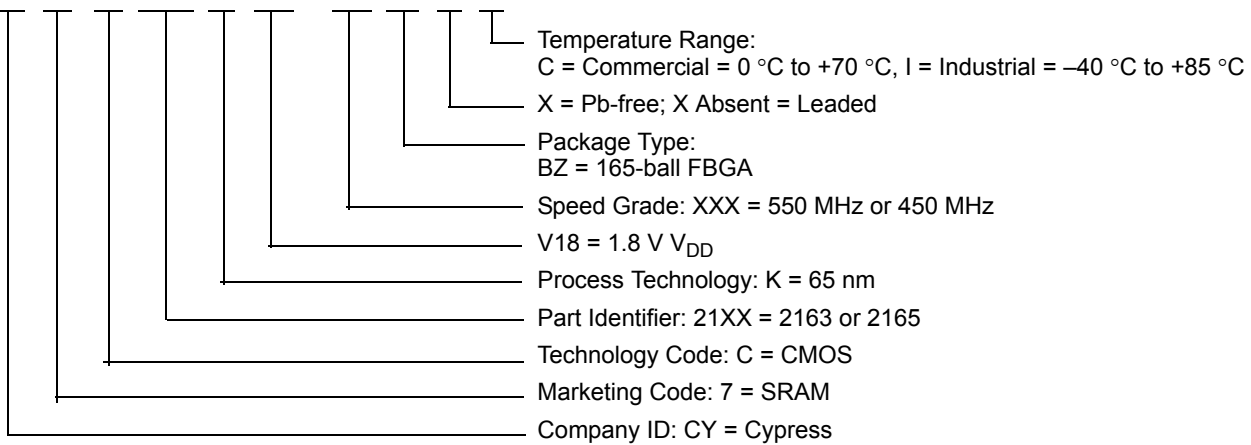 Temperature Range:
C = Commercial = 0 °C to +70 °C, I = Industrial = –40 °C to +85 °C
X = Pb-free; X Absent = Leaded
Package Type:
BZ = 165-ball FBGA
Speed Grade: XXX = 550 MHz or 450 MHz
V18 = 1.8 V VDD
Process Technology: K = 65 nm
Part Identifier: 21XX = 2163 or 2165
Technology Code: C = CMOS
Marketing Code: 7 = SRAM
Company ID: CY = Cypress